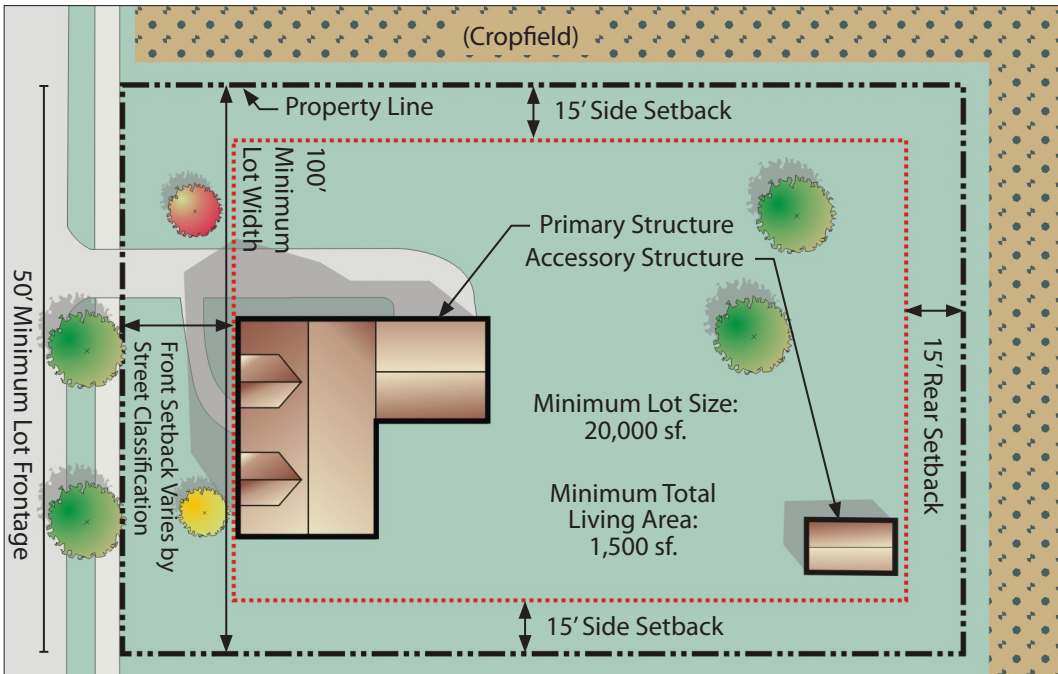 (Cropfield)
Property Line
15’ Side Setback
100’
Minimum
Lot Width
Primary Structure
Accessory Structure
50’ Minimum Lot Frontage
Front Setback Varies by
Street Classification
15’ Rear Setback
Minimum Lot Size:
20,000 sf.
Minimum Total
Living Area:
1,500 sf.
15’ Side Setback